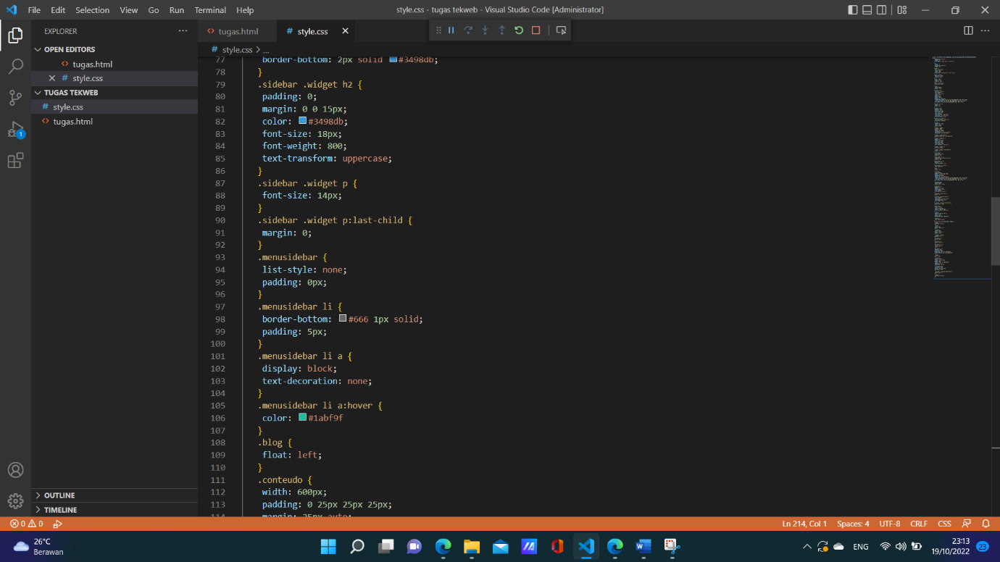 File Edit Selection View Go Run Terminal Help
style.css - tugas tekweb - Visual Studio Code [Administrator]
EXPLORER
OPEN EDITORS
tugas.html
style.css
TUGAS TEKWEB
style.css
tugas.html
OUTLINE
TIMELINE
1
tugas.html
style.css
# style.css > ...
77 border-bottom: 2px solid #3498db;
78 }
79 .sidebar .widget h2 {
80 padding: 0;
81 margin: 0 0 15px;
82 color: #3498db;
83 font-size: 18px;
84 font-weight: 800;
85 text-transform: uppercase;
86 }
87 .sidebar .widget p {
88 font-size: 14px;
89 }
90 .sidebar .widget p:last-child {
91 margin: 0;
92 }
93 .menusidebar {
94 list-style: none;
95 padding: 0px;
96 }
97 .menusidebar li {
98 border-bottom: #666 1px solid;
99 padding: 5px;
100 }
101 .menusidebar li a {
102 display: block;
103 text-decoration: none;
104 }
105 .menusidebar li a:hover {
106 color: #1abf9f
107 }
108 .blog {
109 float: left;
110 }
111 .conteudo {
112 width: 600px;
113 padding: 0 25px 25px 25px;
114 margin: 25px auto;
0 0
Ln 214, Col 1 Spaces: 4 UTF-8 CRLF CSS
26°C
Berawan
ENG
23:13
19/10/2022
23